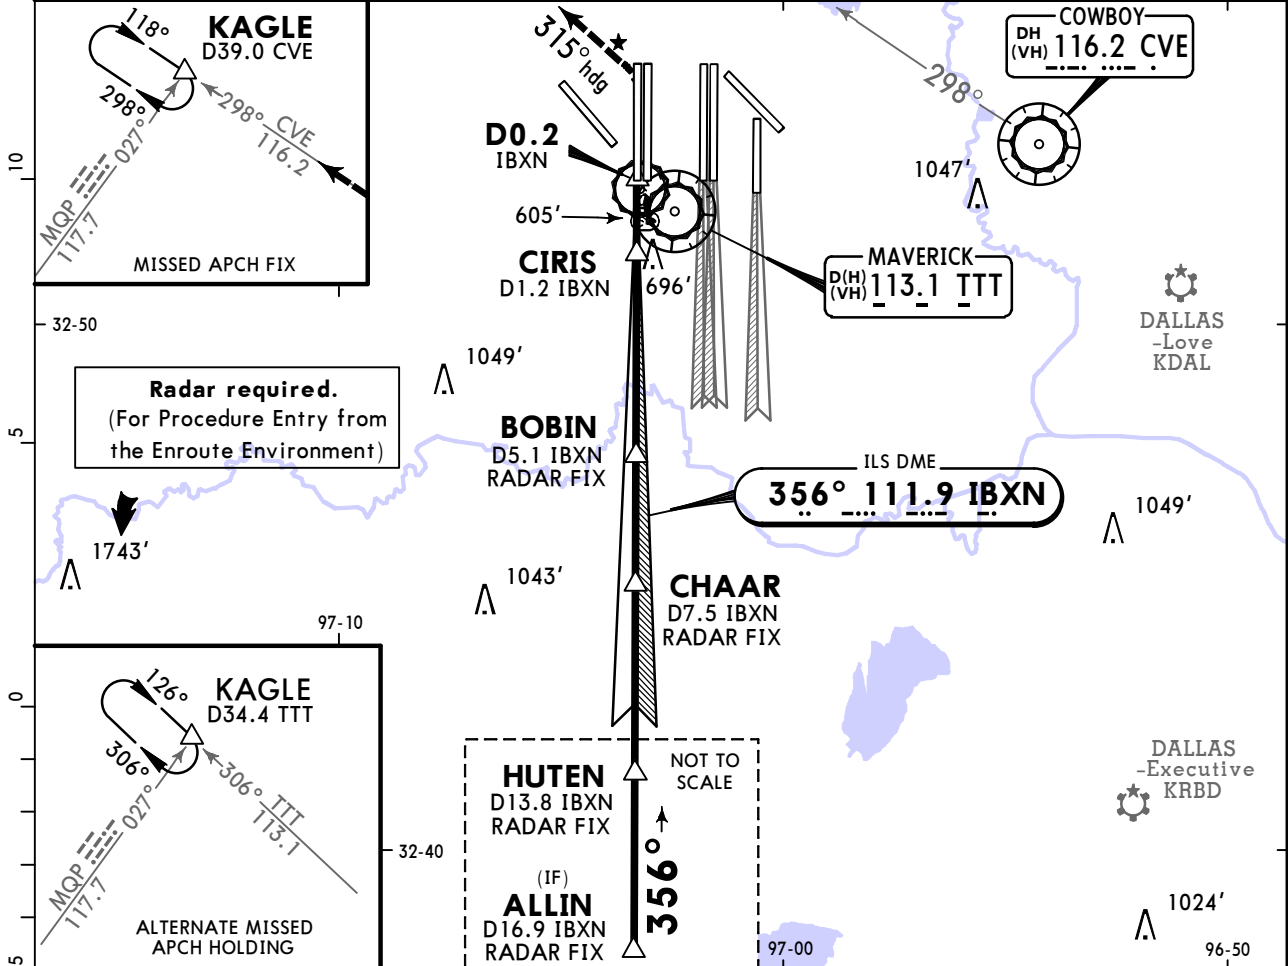 118°
KAGLE
D39.0 CVE
298°
027°
298°
CVE
116.2
MQP
117.7
MISSED APCH FIX
315° hdg
D0.2
IBXN
605'
CIRIS
D1.2 IBXN
696'
COWBOY
DH
(VH)
116.2 CVE
298°
1047'
MAVERICK
D(H)
(VH)
113.1 TTT
DALLAS
-Love
KDAL
10
32-50
1049'
Radar required.
(For Procedure Entry from
the Enroute Environment)
5
BOBIN
D5.1 IBXN
RADAR FIX
ILS DME
356° 111.9 IBXN
1049'
1743'
1043'
CHAAR
D7.5 IBXN
RADAR FIX
97-10
0
126°
KAGLE
D34.4 TTT
306°
027°
306°
TTT
113.1
MQP
117.7
ALTERNATE MISSED
APCH HOLDING
32-40
NOT TO
SCALE
HUTEN
D13.8 IBXN
RADAR FIX
356°
(IF)
ALLIN
D16.9 IBXN
RADAR FIX
DALLAS
-Executive
KRBD
1024'
97-00
96-50
5